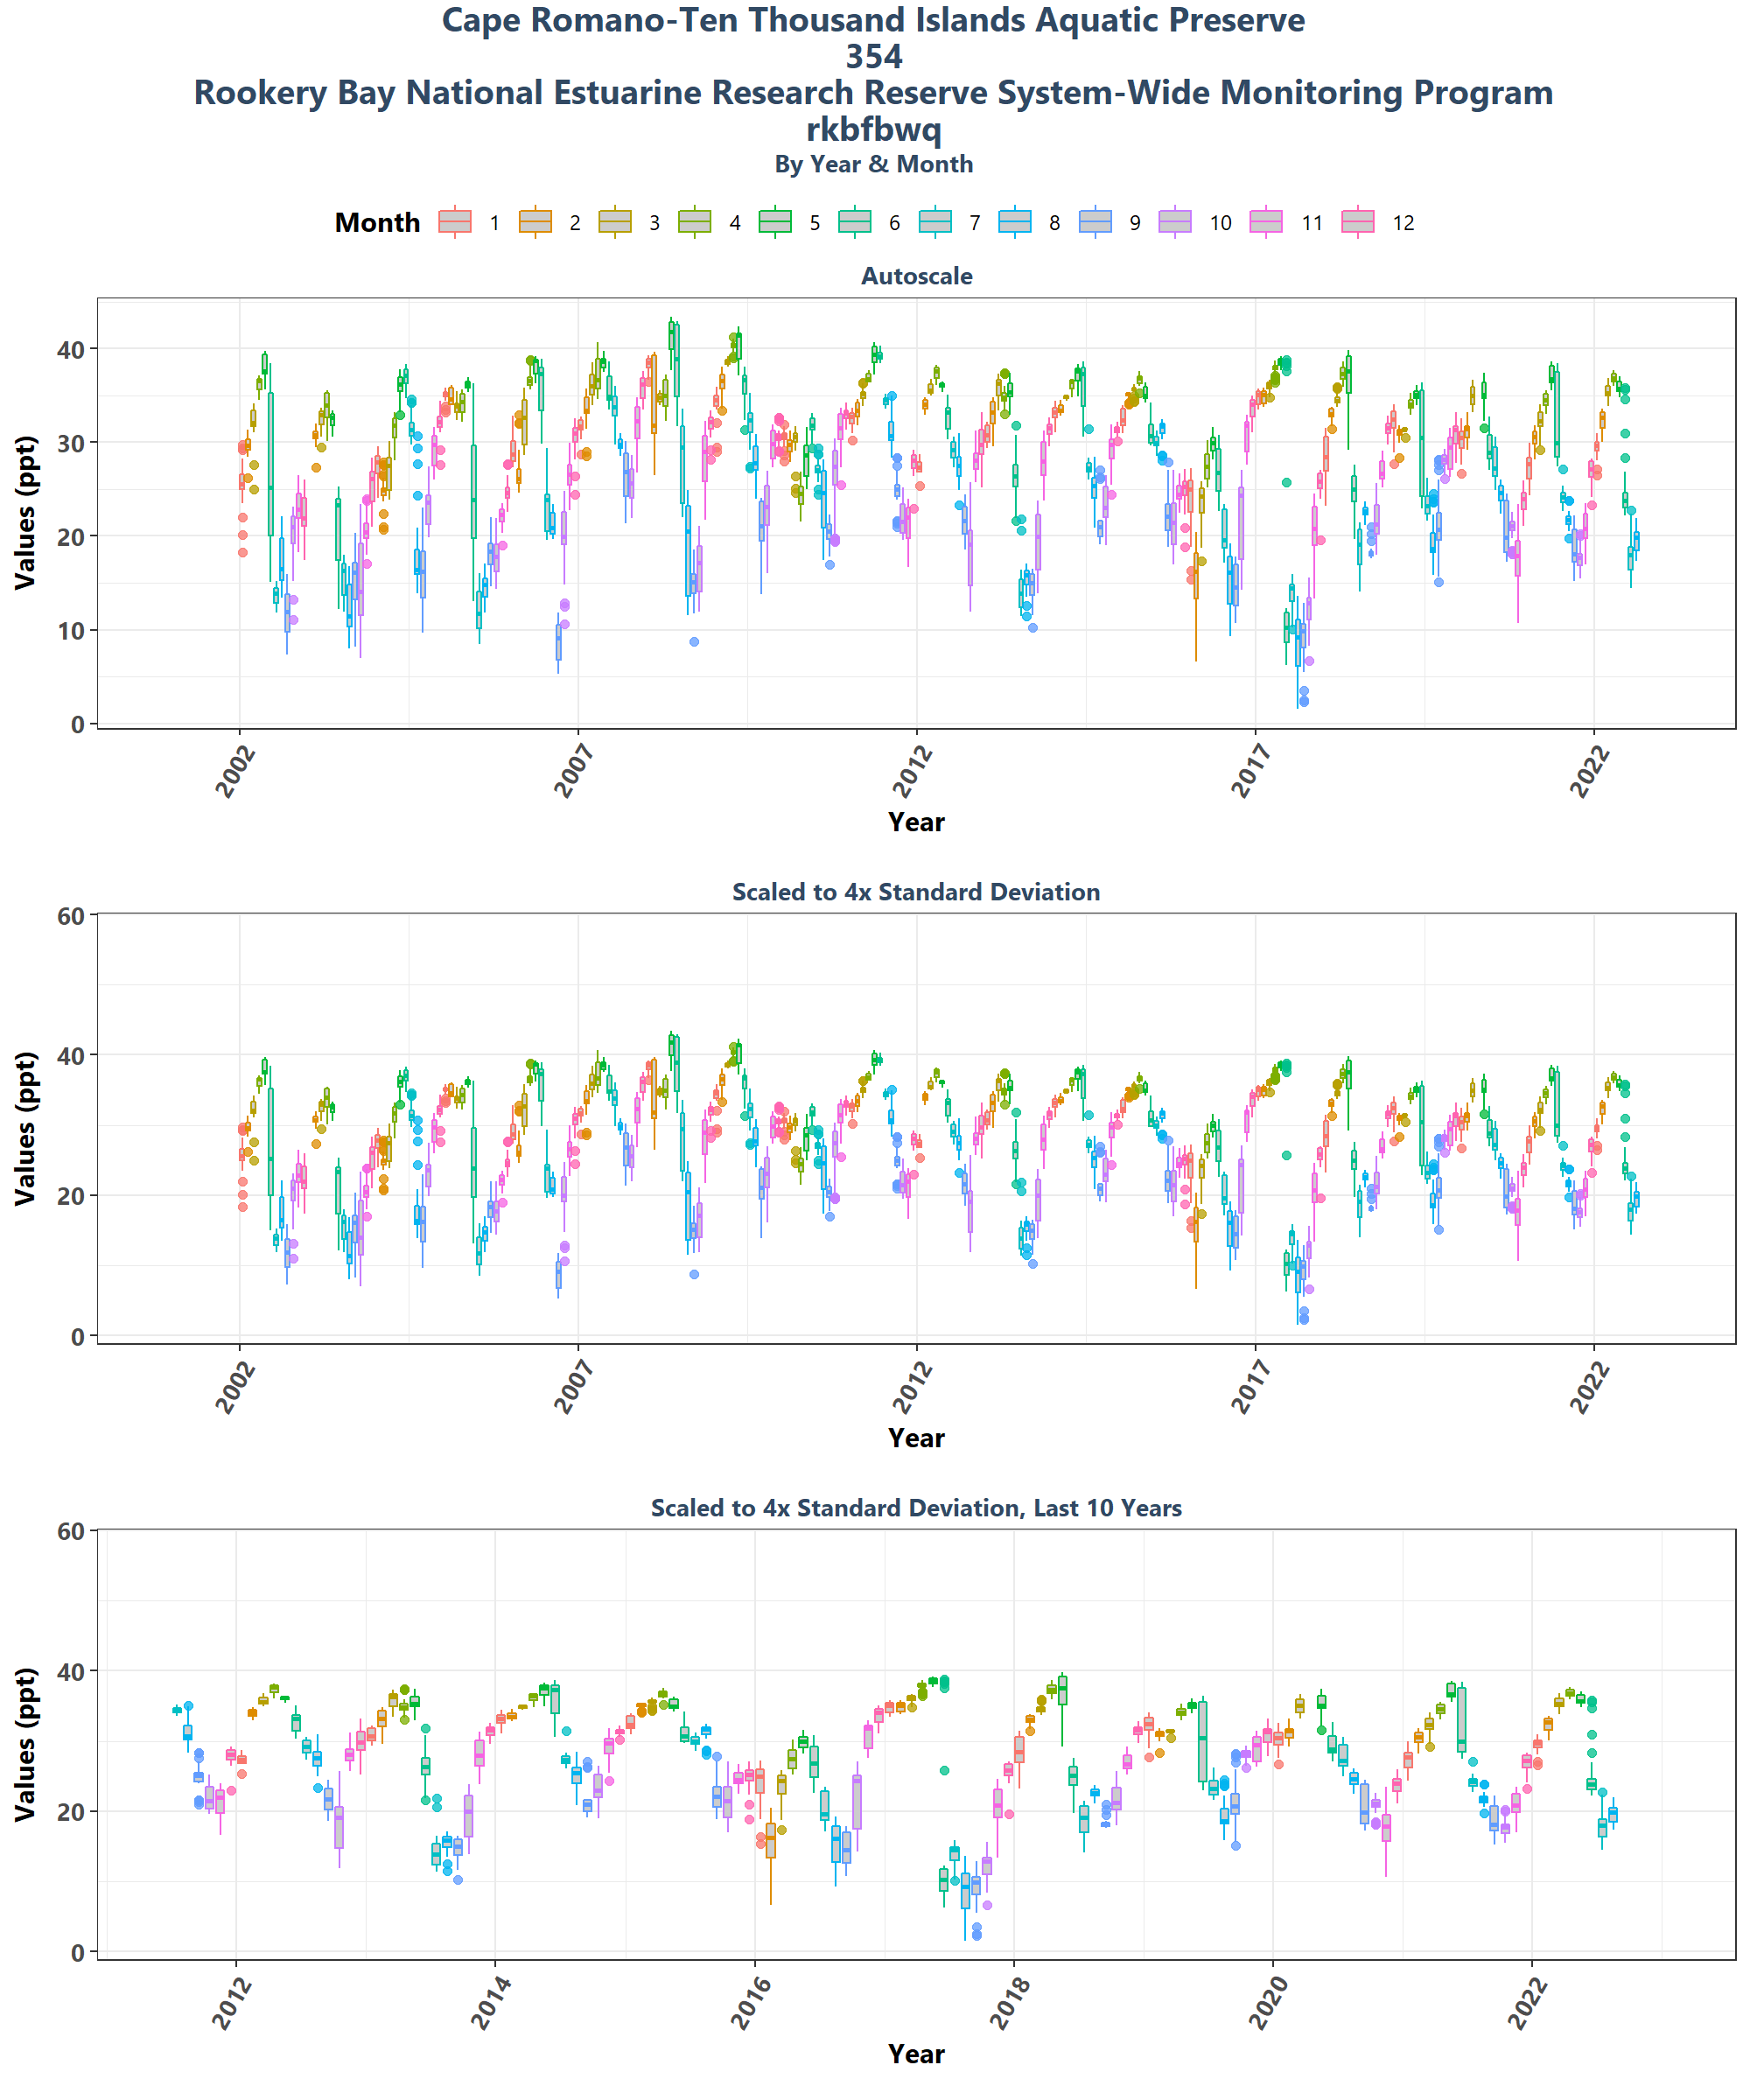 Cape Romano-Ten Thousand Islands Aquatic Preserve
354
Rookery Bay National Estuarine Research Reserve System-Wide Monitoring Program
rkbfbwq
By Year & Month
Month 1 2 3 4 5 6 7 8 9 10 11 12
Autoscale
Values (ppt)
40
30
20
10
0
2002 2007 2012 2017 2022
Year
Scaled to 4x Standard Deviation
Values (ppt)
60
40
20
0
2002 2007 2012 2017 2022
Year
Scaled to 4x Standard Deviation, Last 10 Years
Values (ppt)
60
40
20
0
2012 2014 2016 2018 2020 2022
Year